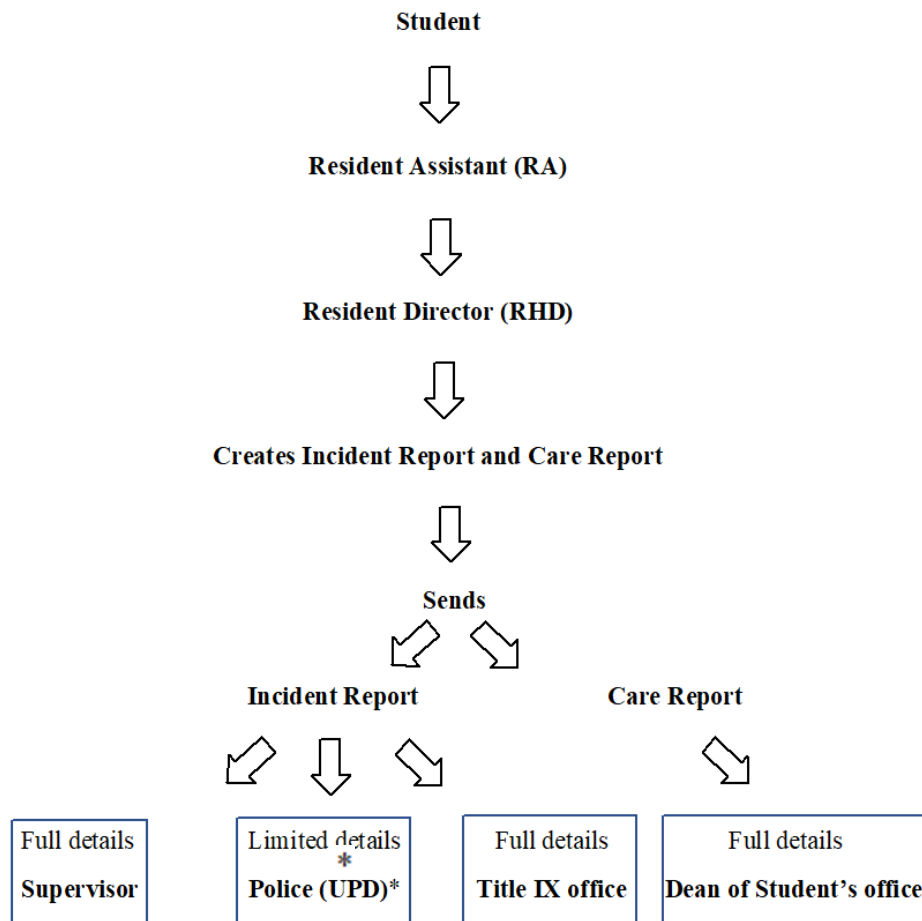 Student
Resident Assistant (RA)
Resident Director (RHD)
Creates Incident Report and Care Report
Sends
Incident Report
Care Report
Full details
Supervisor
Limited details
*
Police (UPD)*
Full details
Title IX office
Full details
Dean of Student’s office